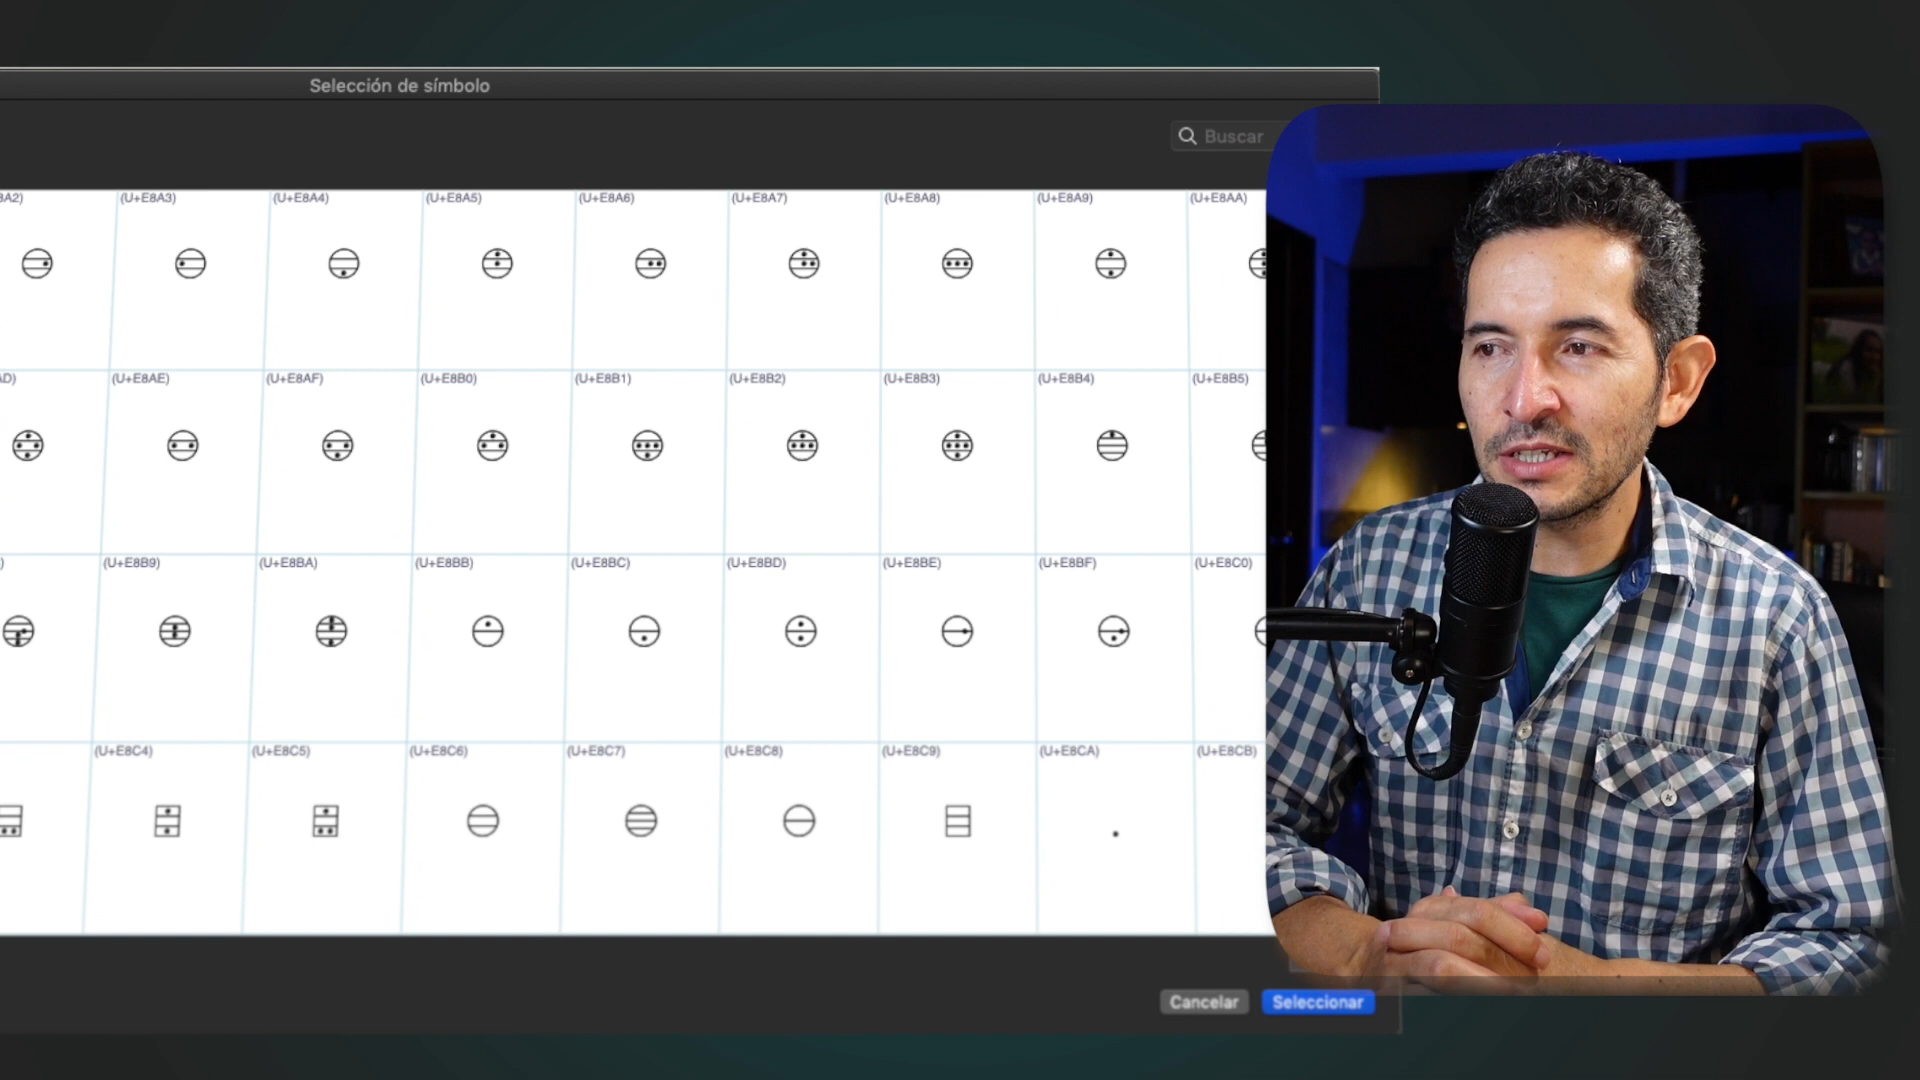 Selección de símbolo
Buscar
8A2) (U+E8A3) (U+E8A4) (U+E8A5) (U+E8A6) (U+E8A7) (U+E8A8) (U+E8A9) (U+E8AA)
AD) (U+E8AE) (U+E8AF) (U+E8B0) (U+E8B1) (U+E8B2) (U+E8B3) (U+E8B4) (U+E8B5)
) (U+E8B9) (U+E8BA) (U+E8BB) (U+E8BC) (U+E8BD) (U+E8BE) (U+E8BF) (U+E8C0)
(U+E8C4) (U+E8C5) (U+E8C6) (U+E8C7) (U+E8C8) (U+E8C9) (U+E8CA) (U+E8CB)
Cancelar Seleccionar